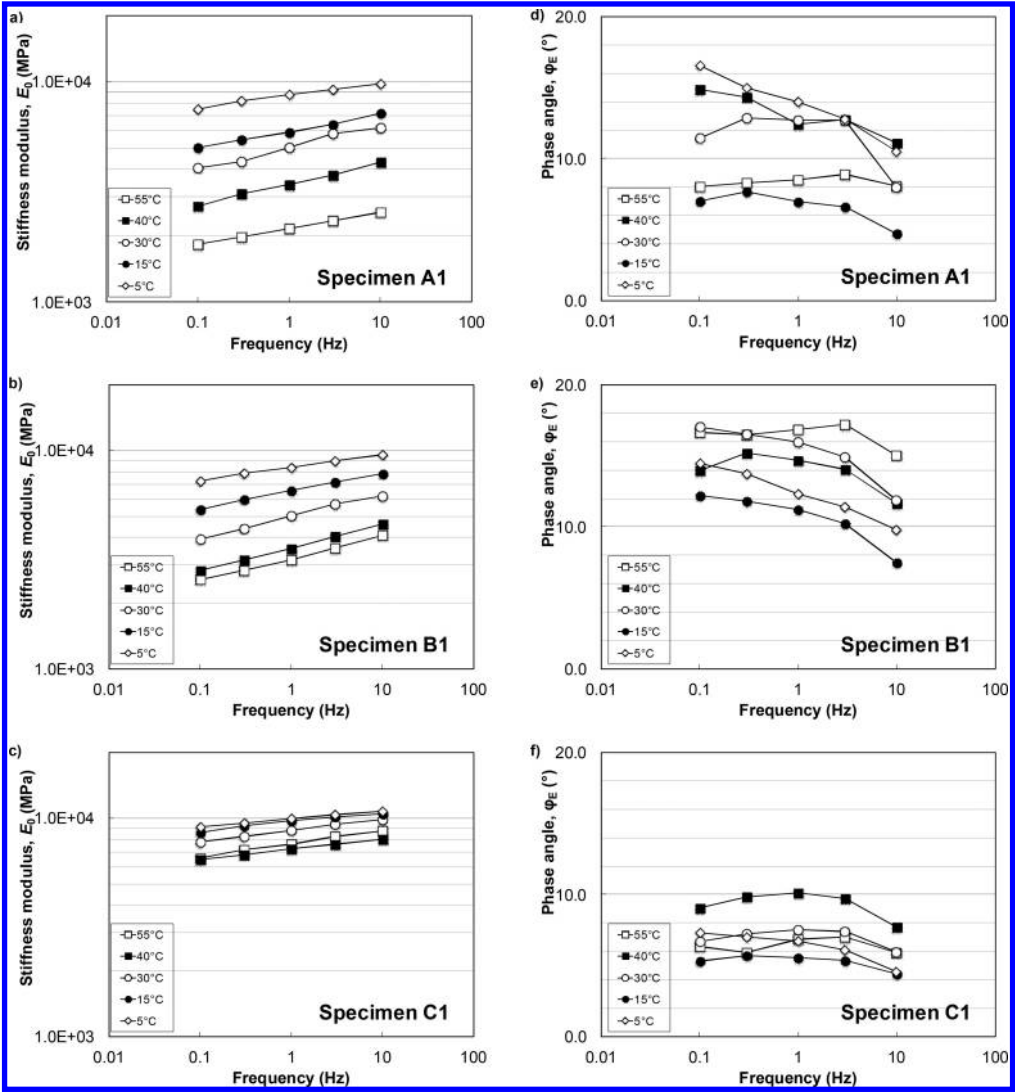 a)
Stiffness modulus, E₀ (MPa)
1.0E+04
1.0E+03
55°C
40°C
30°C
15°C
5°C
Specimen A1
0.01 0.1 1 10 100
Frequency (Hz)
d)
Phase angle, φE (°)
20.0
10.0
0.0
55°C
40°C
30°C
15°C
5°C
Specimen A1
0.01 0.1 1 10 100
Frequency (Hz)
b)
Stiffness modulus, E₀ (MPa)
1.0E+04
1.0E+03
55°C
40°C
30°C
15°C
5°C
Specimen B1
0.01 0.1 1 10 100
Frequency (Hz)
e)
Phase angle, φE (°)
20.0
10.0
0.0
55°C
40°C
30°C
15°C
5°C
Specimen B1
0.01 0.1 1 10 100
Frequency (Hz)
c)
Stiffness modulus, E₀ (MPa)
1.0E+04
1.0E+03
55°C
40°C
30°C
15°C
5°C
Specimen C1
0.01 0.1 1 10 100
Frequency (Hz)
f)
Phase angle, φE (°)
20.0
10.0
0.0
55°C
40°C
30°C
15°C
5°C
Specimen C1
0.01 0.1 1 10 100
Frequency (Hz)